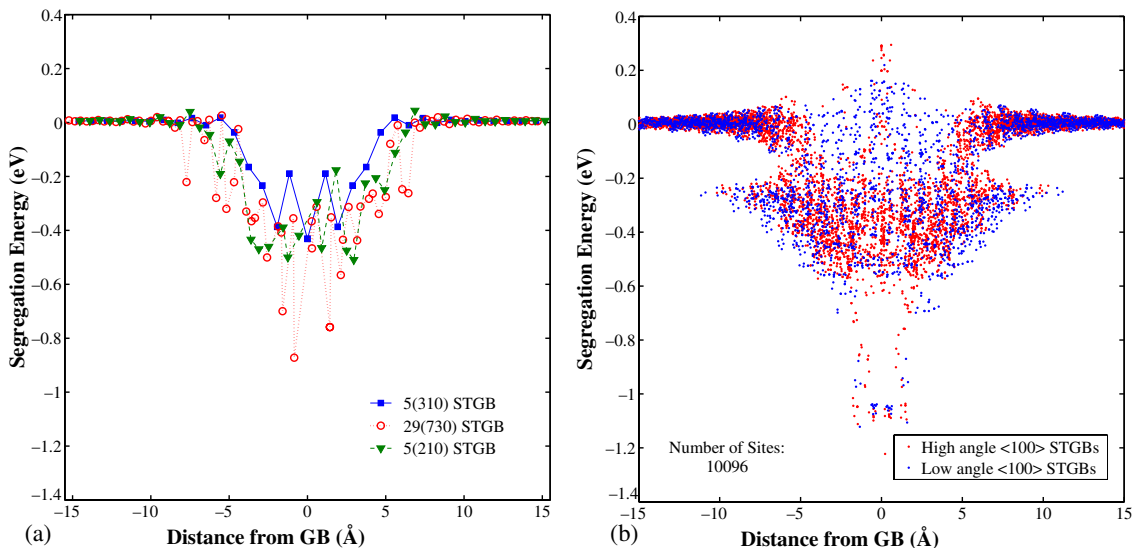 0.4
0.2
0
−0.2
−0.4
−0.6
−0.8
−1
−1.2
−1.4
Segregation Energy (eV)
−15 −10 −5 0 5 10 15
Distance from GB (Å)
5(310) STGB
29(730) STGB
5(210) STGB
(a)
0.4
0.2
0
−0.2
−0.4
−0.6
−0.8
−1
−1.2
−1.4
Segregation Energy (eV)
−15 −10 −5 0 5 10 15
Distance from GB (Å)
Number of Sites:
10096
High angle <100> STGBs
Low angle <100> STGBs
(b)